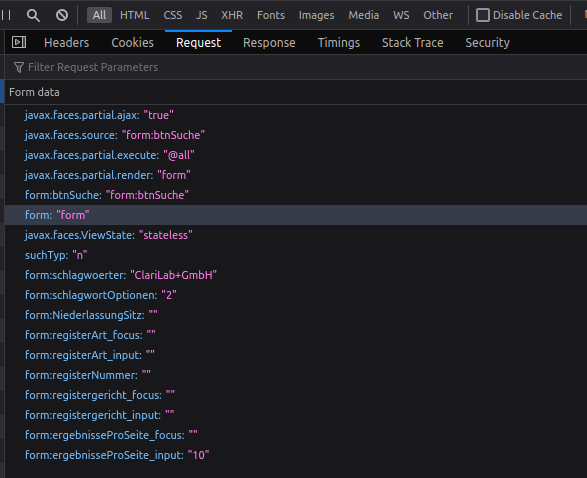 All HTML CSS JS XHR Fonts Images Media WS Other Disable Cache
Headers Cookies Request Response Timings Stack Trace Security
Filter Request Parameters
Form data
javax.faces.partial.ajax: "true"
javax.faces.source: "form:btnSuche"
javax.faces.partial.execute: "@all"
javax.faces.partial.render: "form"
form:btnSuche: "form:btnSuche"
form: "form"
javax.faces.ViewState: "stateless"
suchTyp: "n"
form:schlagwoerter: "ClariLab+GmbH"
form:schlagwortOptionen: "2"
form:NiederlassungSitz: ""
form:registerArt_focus: ""
form:registerArt_input: ""
form:registerNummer: ""
form:registergericht_focus: ""
form:registergericht_input: ""
form:ergebnisseProSeite_focus: ""
form:ergebnisseProSeite_input: "10"